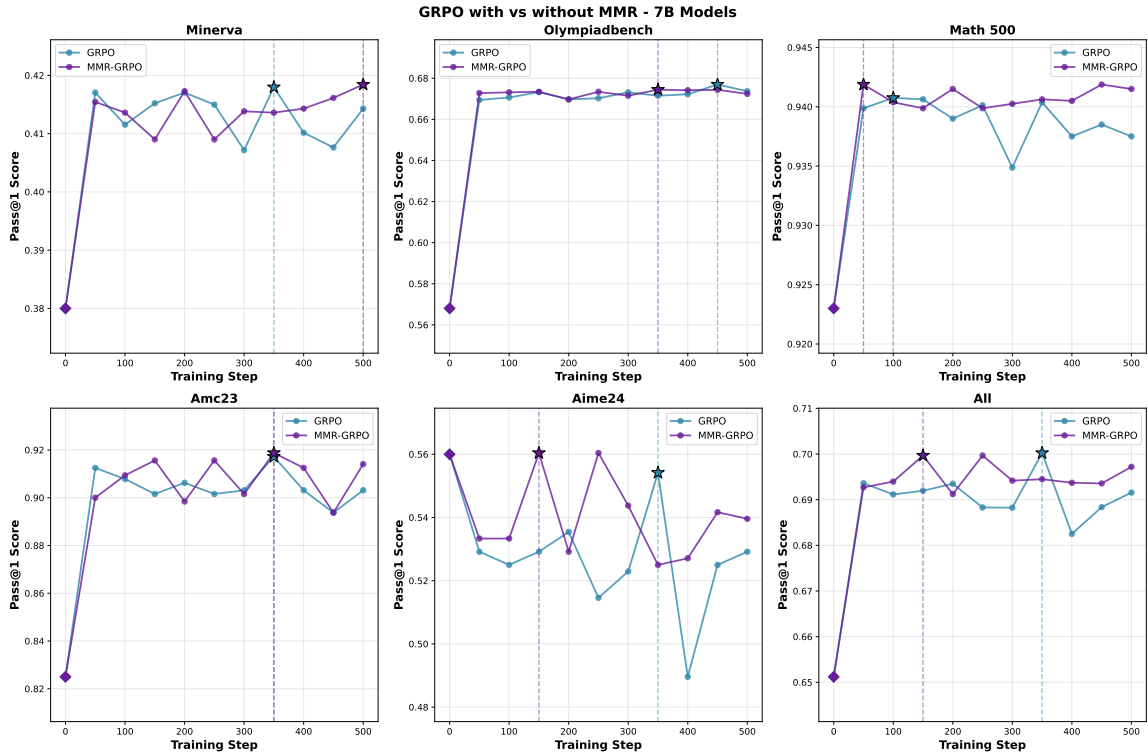 GRPO with vs without MMR - 7B Models
Minerva
GRPO
MMR-GRPO
Pass@1 Score
0.42
0.41
0.40
0.39
0.38
0
100
200
300
400
500
Training Step
Olympiadbench
GRPO
MMR-GRPO
Pass@1 Score
0.68
0.66
0.64
0.62
0.60
0.58
0.56
0
100
200
300
400
500
Training Step
Math 500
GRPO
MMR-GRPO
Pass@1 Score
0.945
0.940
0.935
0.930
0.925
0.920
0
100
200
300
400
500
Training Step
Amc23
GRPO
MMR-GRPO
Pass@1 Score
0.92
0.90
0.88
0.86
0.84
0.82
0
100
200
300
400
500
Training Step
Aime24
GRPO
MMR-GRPO
Pass@1 Score
0.56
0.54
0.52
0.50
0.48
0
100
200
300
400
500
Training Step
All
GRPO
MMR-GRPO
Pass@1 Score
0.71
0.70
0.69
0.68
0.67
0.66
0.65
0
100
200
300
400
500
Training Step